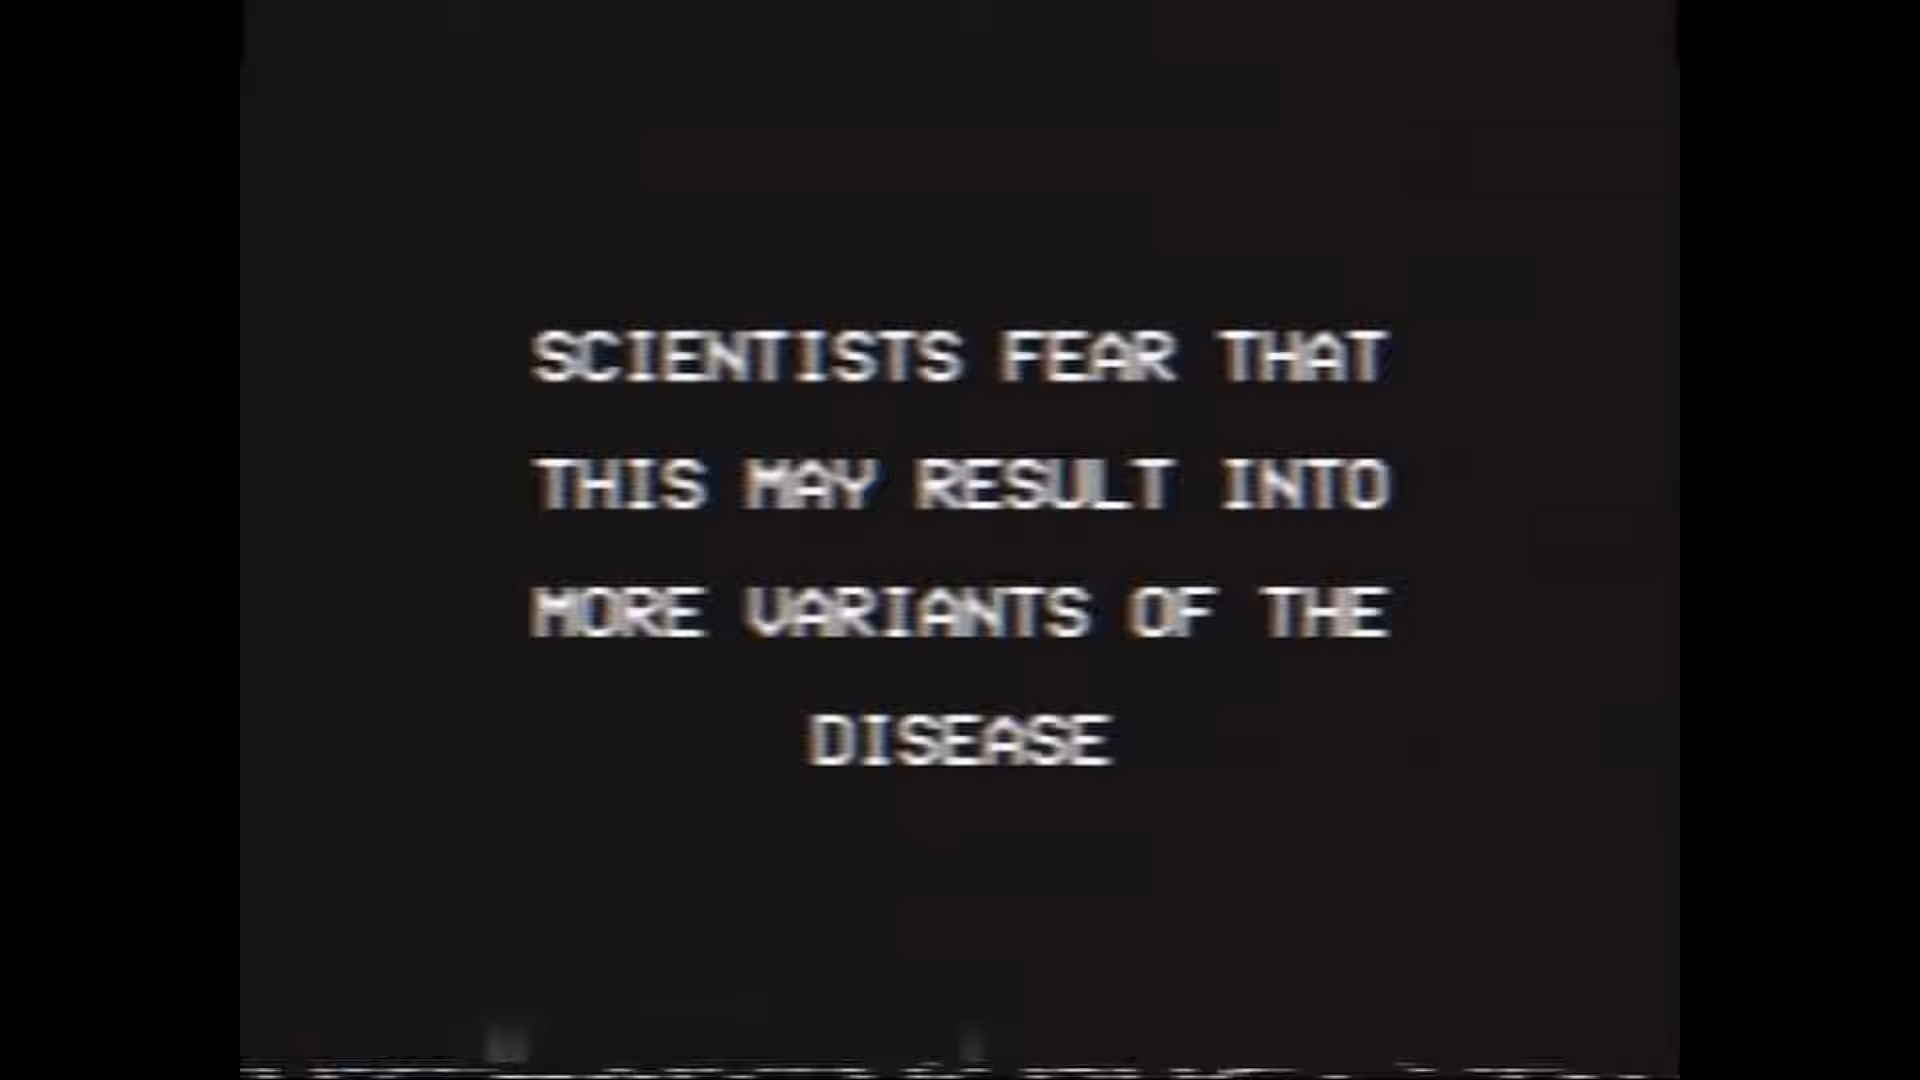 SCIENTISTS FEAR THAT
THIS MAY RESULT INTO
MORE VARIANTS OF THE
DISEASE